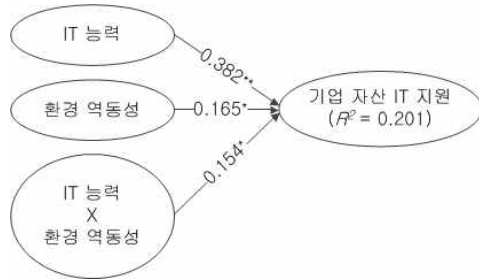 IT 능력
0.382**
환경 역동성
0.165*
기업 자산 IT 지원
(R² = 0.201)
0.154*
IT 능력
X
환경 역동성